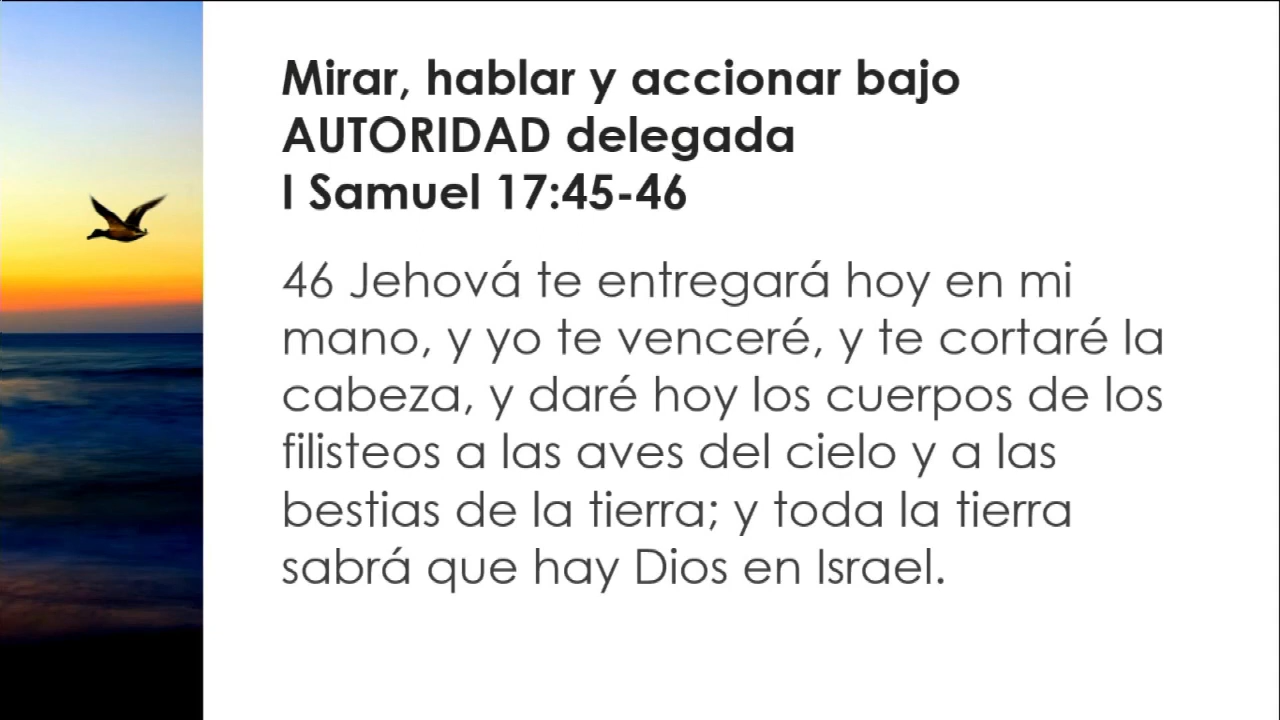 Mirar, hablar y accionar bajo
AUTORIDAD delegada
I Samuel 17:45-46
46 Jehová te entregará hoy en mi
mano, y yo te venceré, y te cortaré la
cabeza, y daré hoy los cuerpos de los
filisteos a las aves del cielo y a las
bestias de la tierra; y toda la tierra
sabrá que hay Dios en Israel.